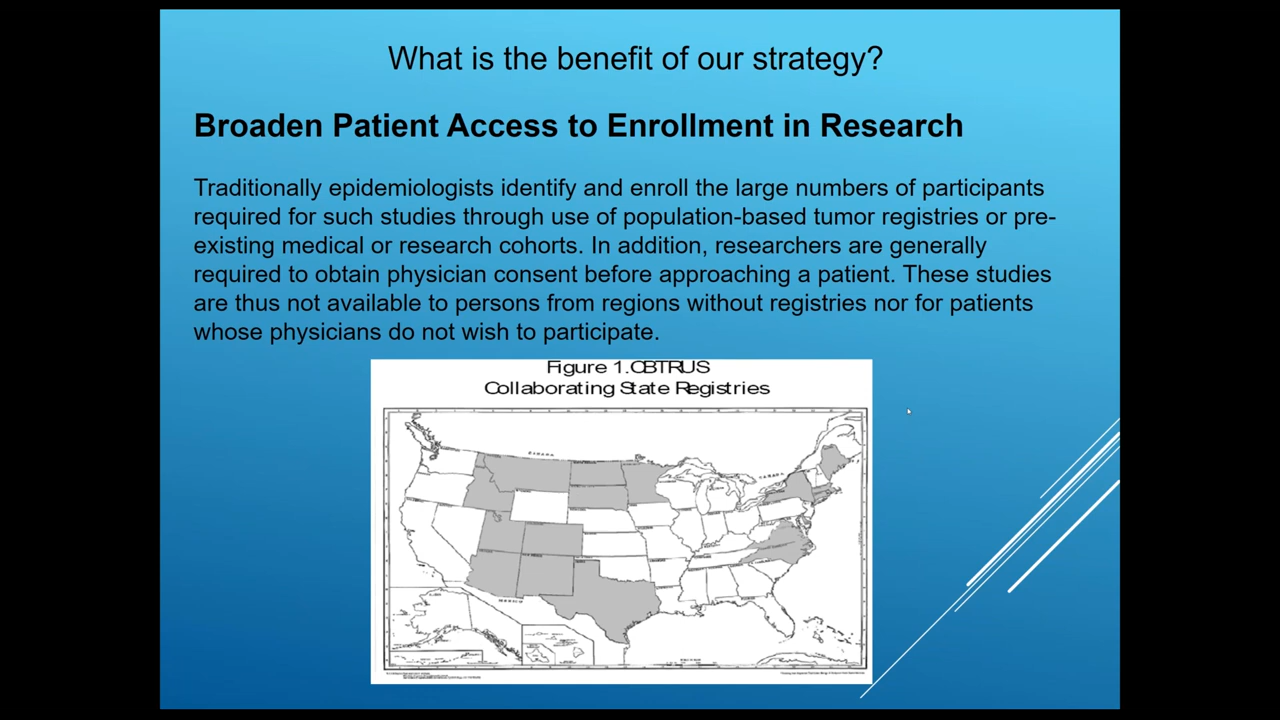 What is the benefit of our strategy?
Broaden Patient Access to Enrollment in Research
Traditionally epidemiologists identify and enroll the large numbers of participants
required for such studies through use of population-based tumor registries or pre-
existing medical or research cohorts. In addition, researchers are generally
required to obtain physician consent before approaching a patient. These studies
are thus not available to persons from regions without registries nor for patients
whose physicians do not wish to participate.
Figure 1.CBTRUS
Collaborating State Registries
CANADA
CANADA
MEXICO